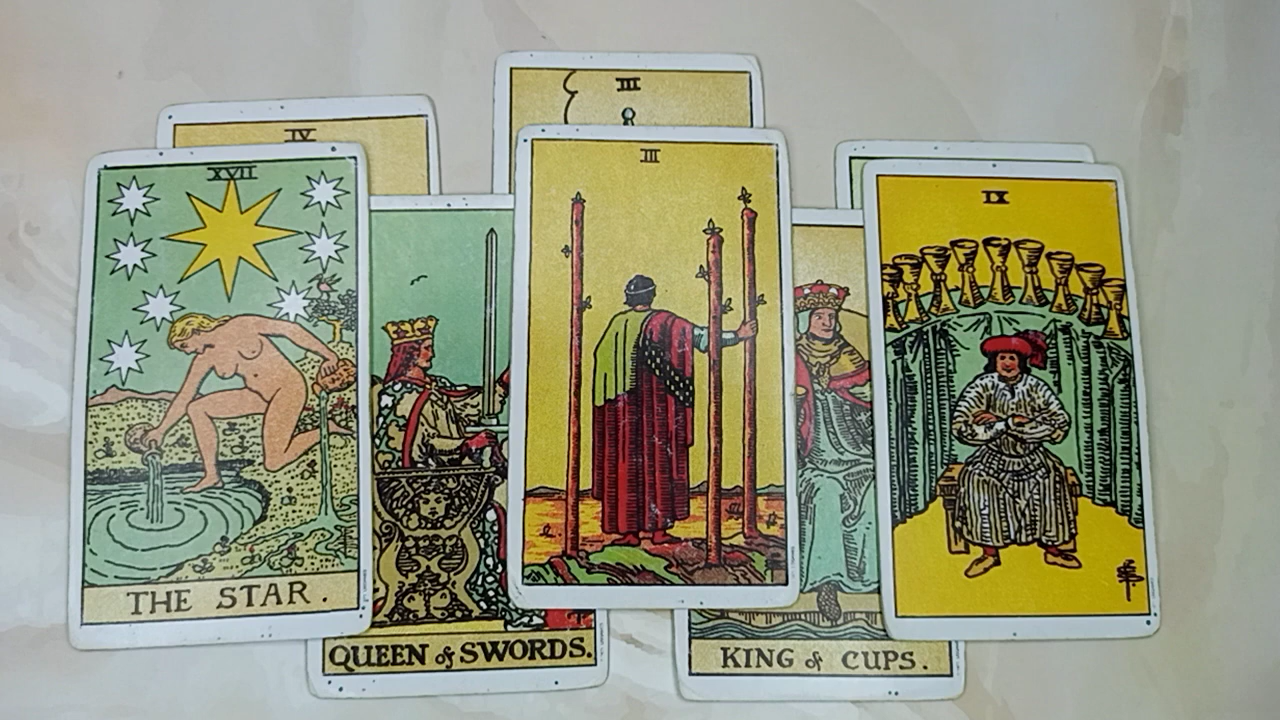 III
IV
XVII
III
IX
THE STAR.
QUEEN of SWORDS.
KING of CUPS.